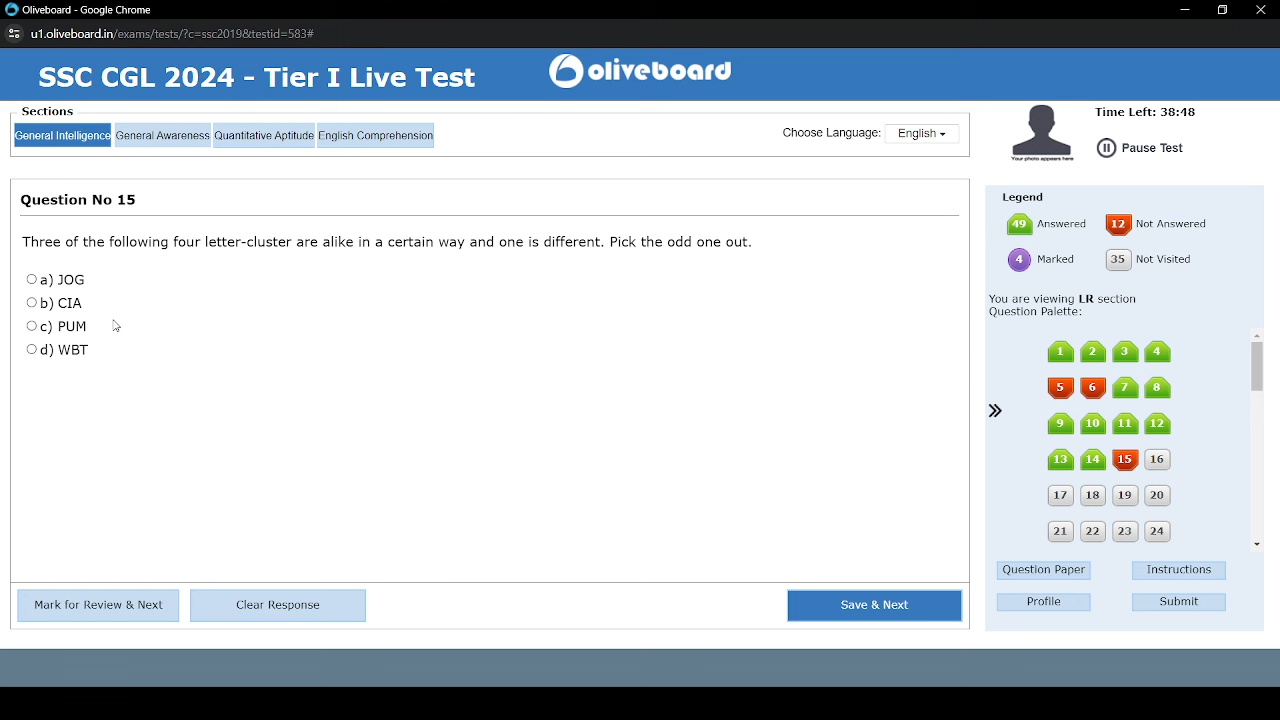 Oliveboard - Google Chrome
u1.oliveboard.in/exams/tests/?c=ssc2019&testid=583#
SSC CGL 2024 - Tier I Live Test
oliveboard
Sections
General Intelligence General Awareness Quantitative Aptitude English Comprehension
Choose Language: English
Your photo appears here
Time Left: 38:48
Pause Test
Question No 15
Three of the following four letter-cluster are alike in a certain way and one is different. Pick the odd one out.
a) JOG
b) CIA
c) PUM
d) WBT
Mark for Review & Next
Clear Response
Save & Next
Legend
49 Answered 12 Not Answered
4 Marked 35 Not Visited
You are viewing LR section
Question Palette:
1 2 3 4
5 6 7 8
9 10 11 12
13 14 15 16
17 18 19 20
21 22 23 24
Question Paper Instructions
Profile Submit